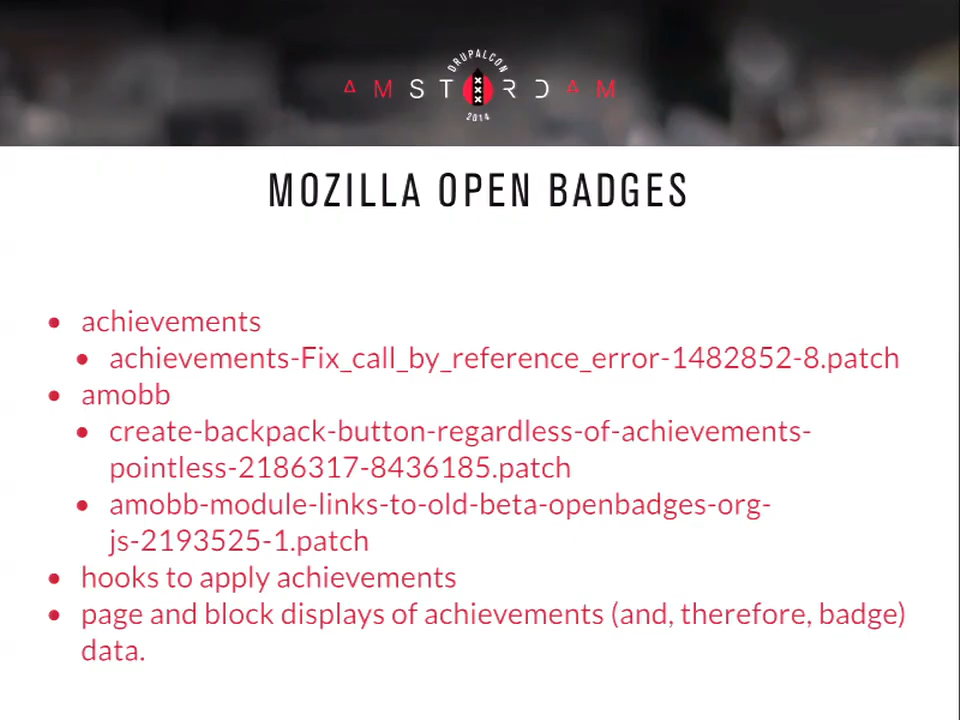 DRUPALCON
AMSTERDAM
2014
MOZILLA OPEN BADGES
• achievements
• achievements-Fix_call_by_reference_error-1482852-8.patch
• amobb
• create-backpack-button-regardless-of-achievements-
pointless-2186317-8436185.patch
• amobb-module-links-to-old-beta-openbadges-org-
js-2193525-1.patch
• hooks to apply achievements
• page and block displays of achievements (and, therefore, badge)
data.